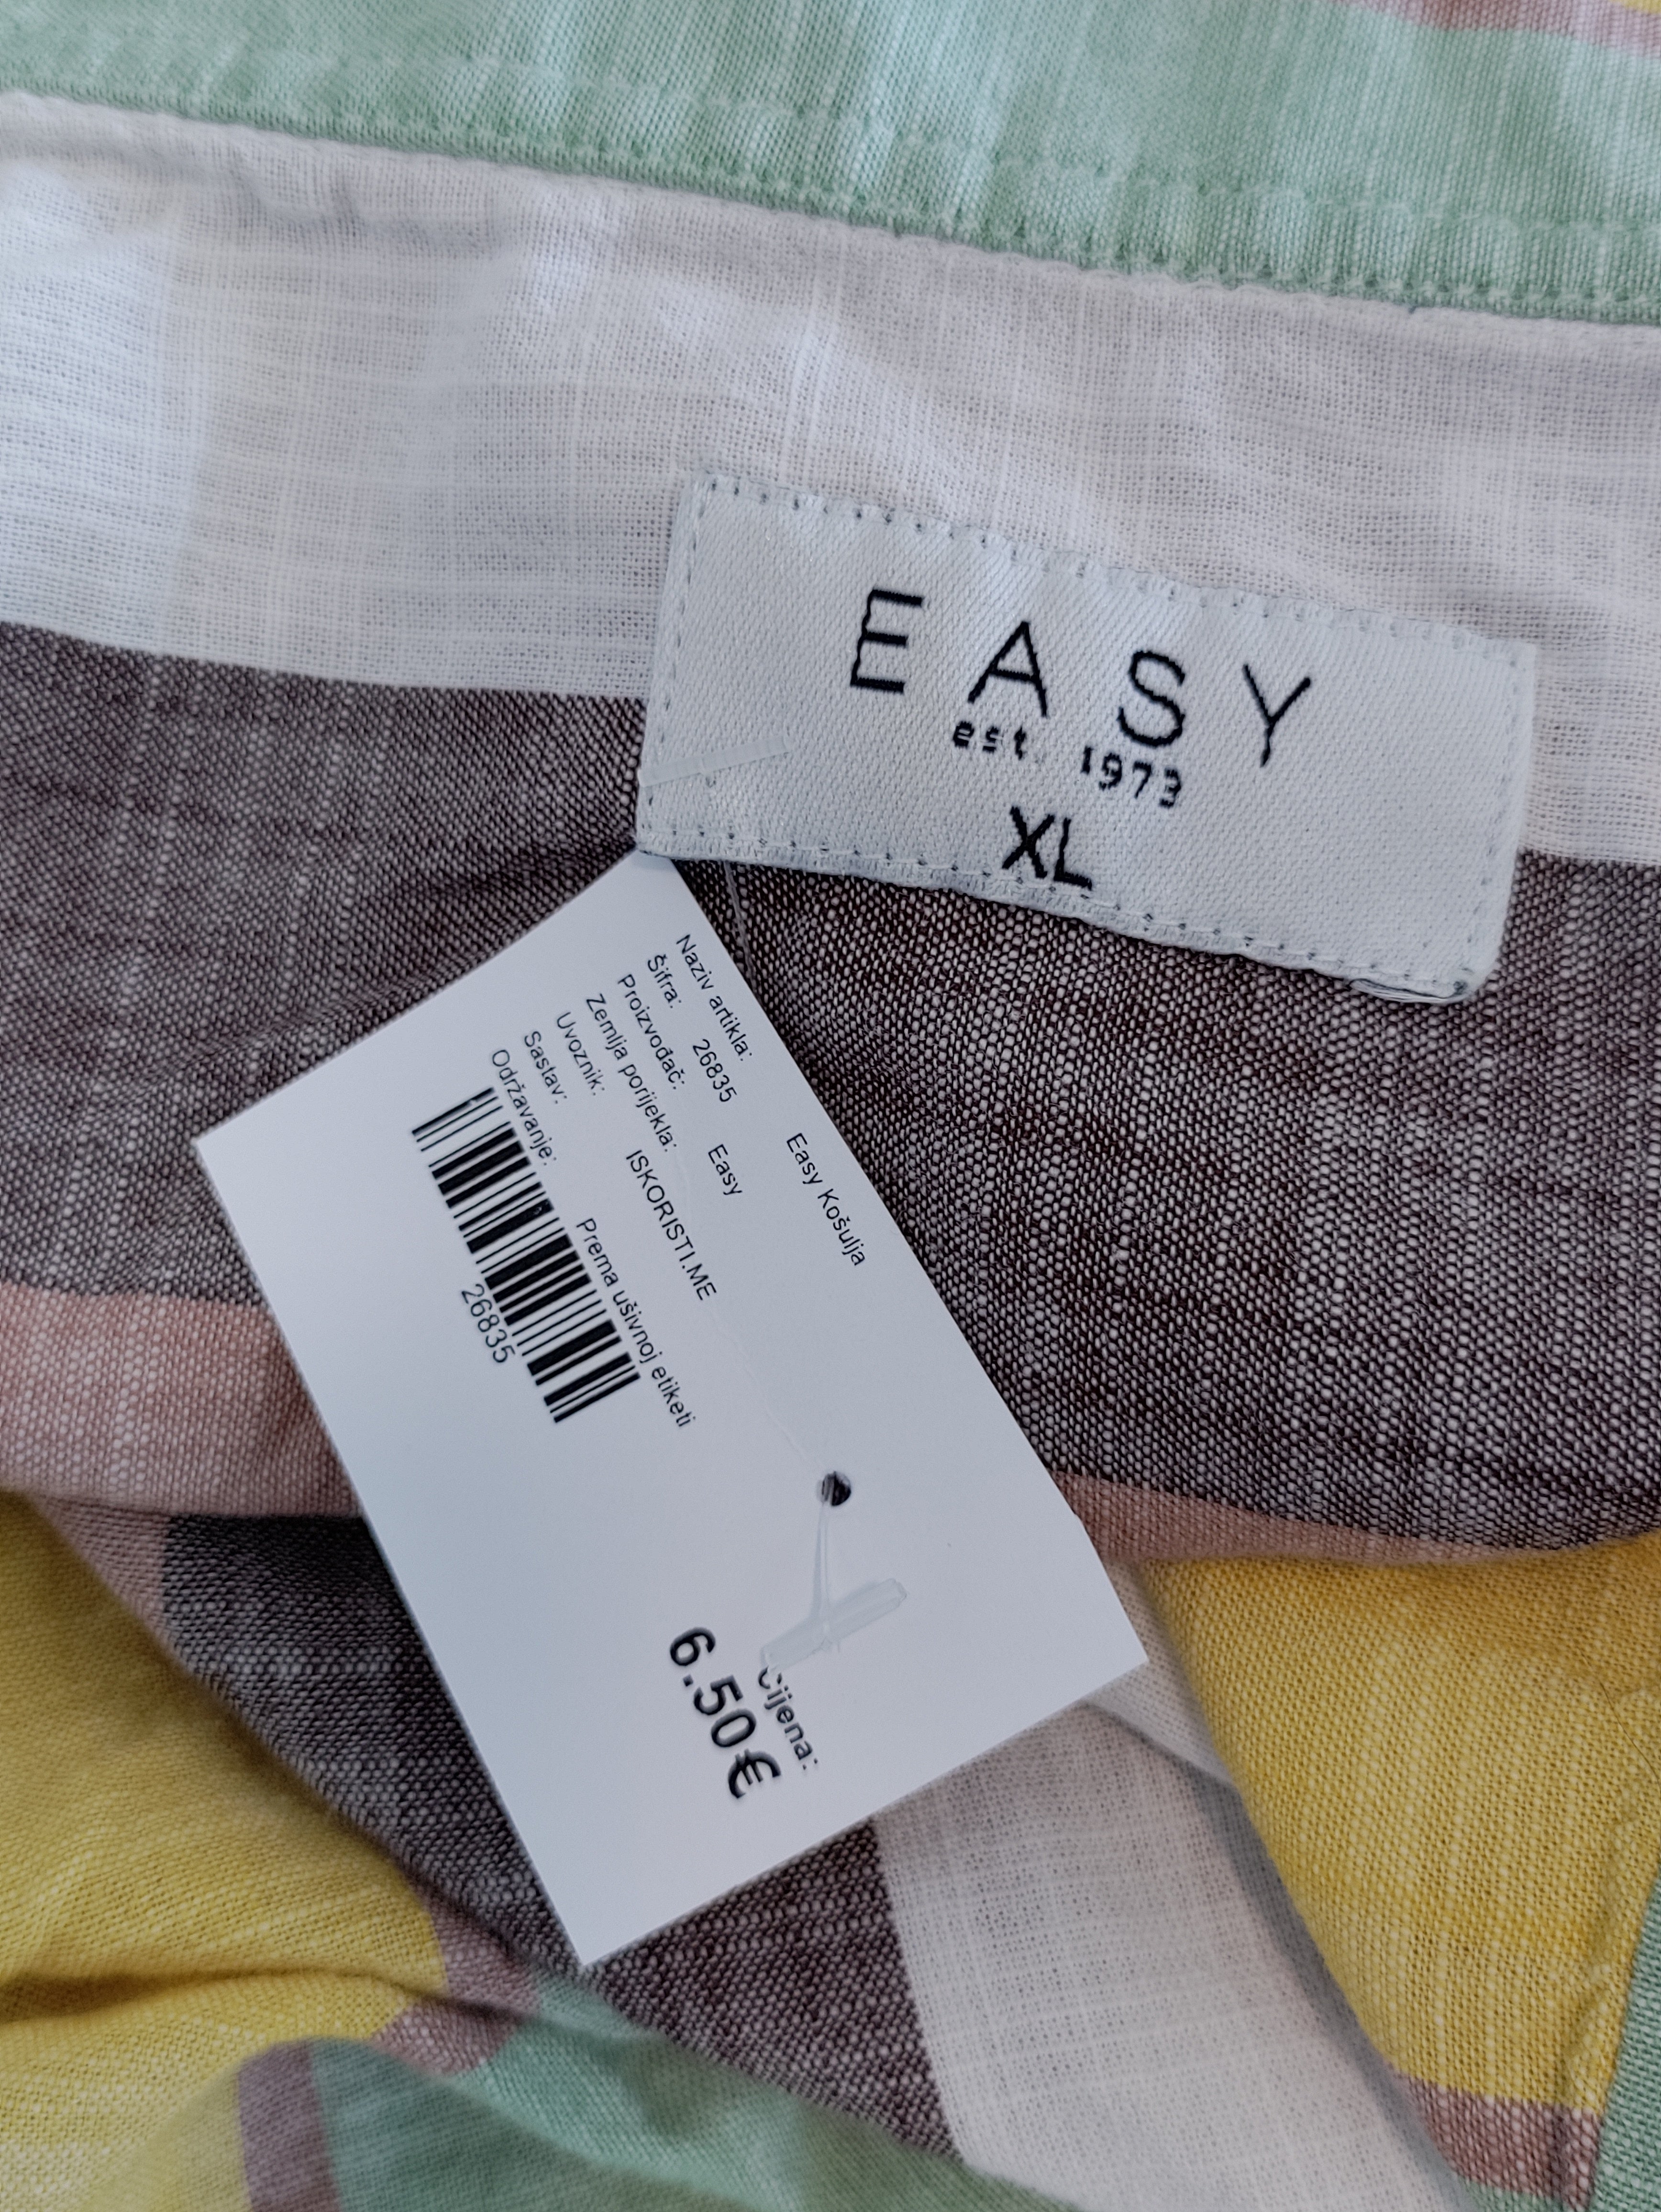 EASY
est. 1973
XL
Naziv artikla: Easy Košulja
Šifra: 26835
Proizvođač: Easy
Zemlja porijekla:
Uvoznik: ISKORISTI.ME
Sastav:
Održavanje: Prema ušivnoj etiketi
26835
Cijena:
6.50€